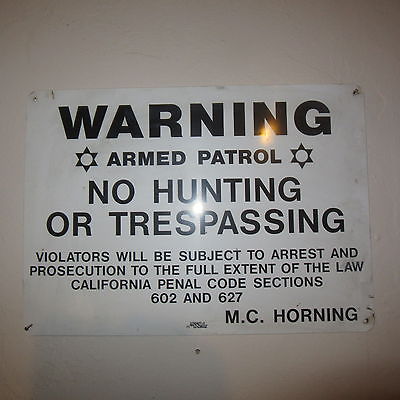 WARNING
ARMED PATROL
NO HUNTING
OR TRESPASSING
VIOLATORS WILL BE SUBJECT TO ARREST AND
PROSECUTION TO THE FULL EXTENT OF THE LAW
CALIFORNIA PENAL CODE SECTIONS
602 AND 627
M.C. HORNING